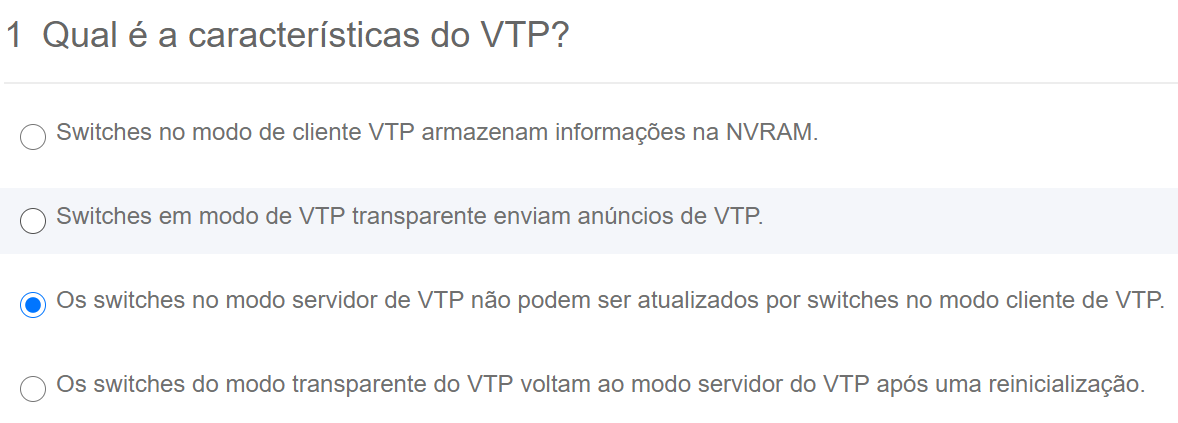 1 Qual é a características do VTP?
Switches no modo de cliente VTP armazenam informações na NVRAM.
Switches em modo de VTP transparente enviam anúncios de VTP.
Os switches no modo servidor de VTP não podem ser atualizados por switches no modo cliente de VTP.
Os switches do modo transparente do VTP voltam ao modo servidor do VTP após uma reinicialização.